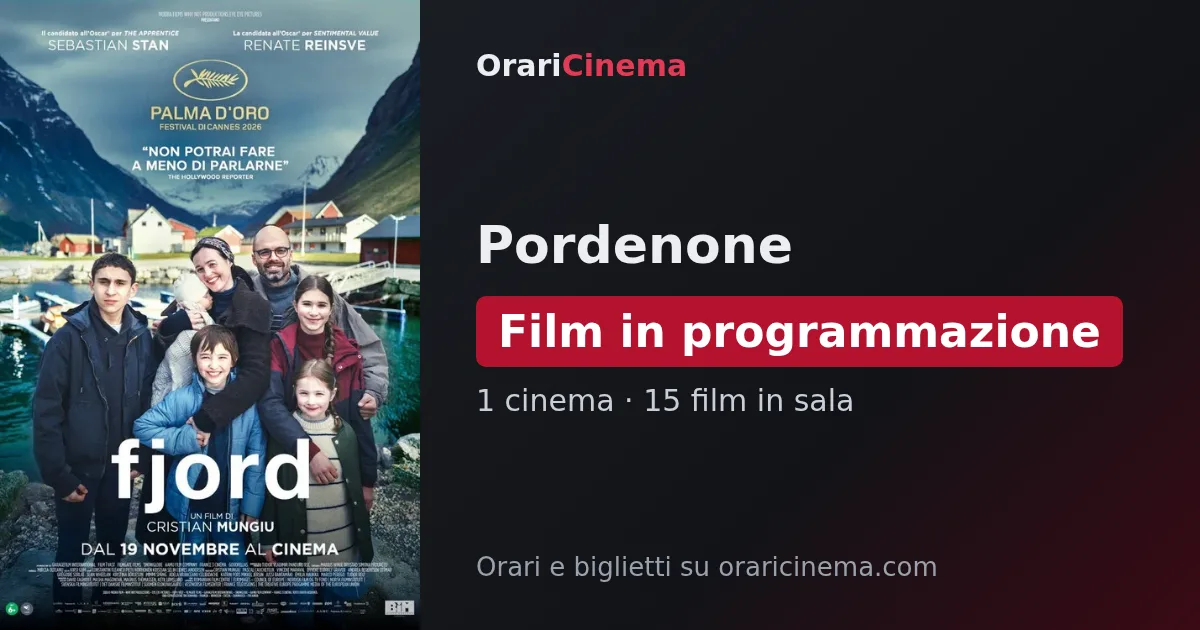 Il candidato all'Oscar® per THE APPRENTICE
SEBASTIAN STAN
La candidata all'Oscar® per SENTIMENTAL VALUE
RENATE REINSVE
PALMA D'ORO
FESTIVAL DI CANNES 2026
“NON POTRAI FARE
A MENO DI PARLARNE”
THE HOLLYWOOD REPORTER
fjord
UN FILM DI
CRISTIAN MUNGIU
DAL 19 NOVEMBRE AL CINEMA
BiM
OrariCinema
Pordenone
Film in programmazione
1 cinema · 15 film in sala
Orari e biglietti su oraricinema.com